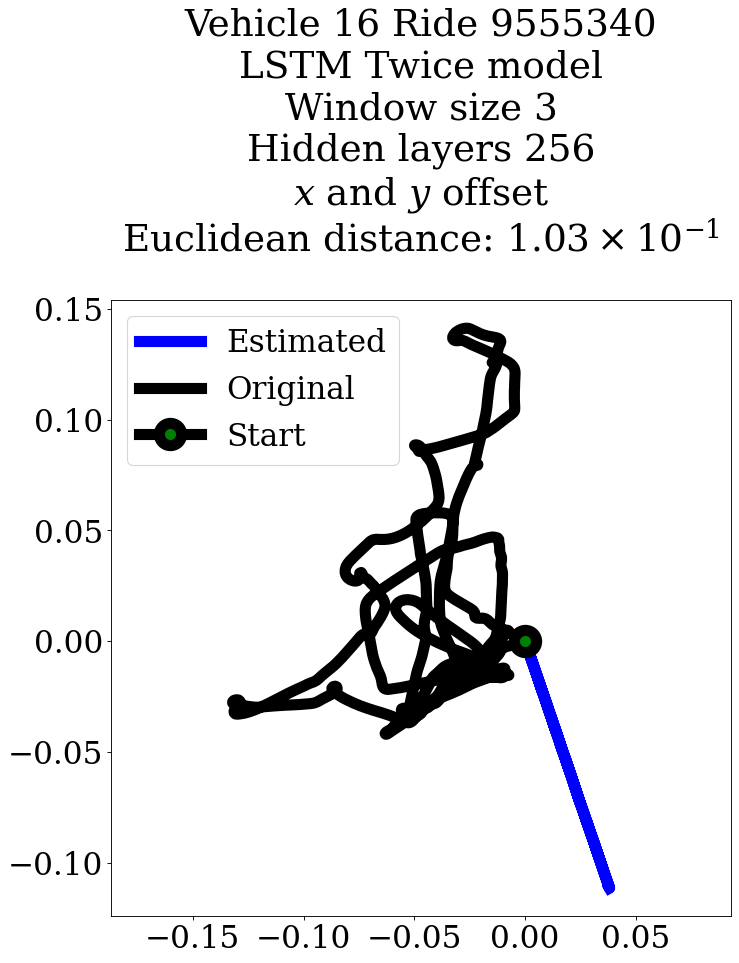 Vehicle 16 Ride 9555340
LSTM Twice model
Window size 3
Hidden layers 256
x and y offset
Euclidean distance: 1.03 × 10⁻¹
Estimated
Original
Start
0.15
0.10
0.05
0.00
−0.05
−0.10
−0.15 −0.10 −0.05 0.00 0.05